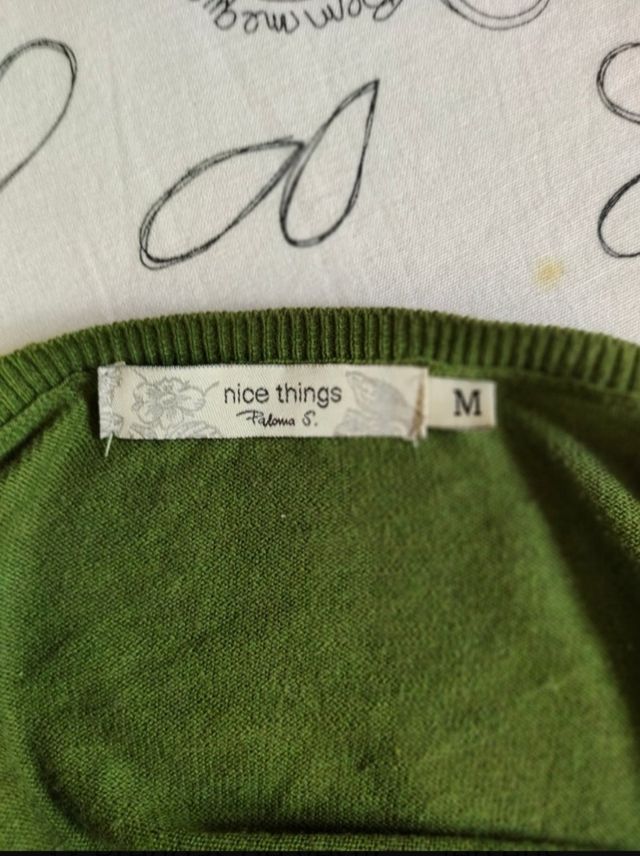 nice things
Paloma S.
M